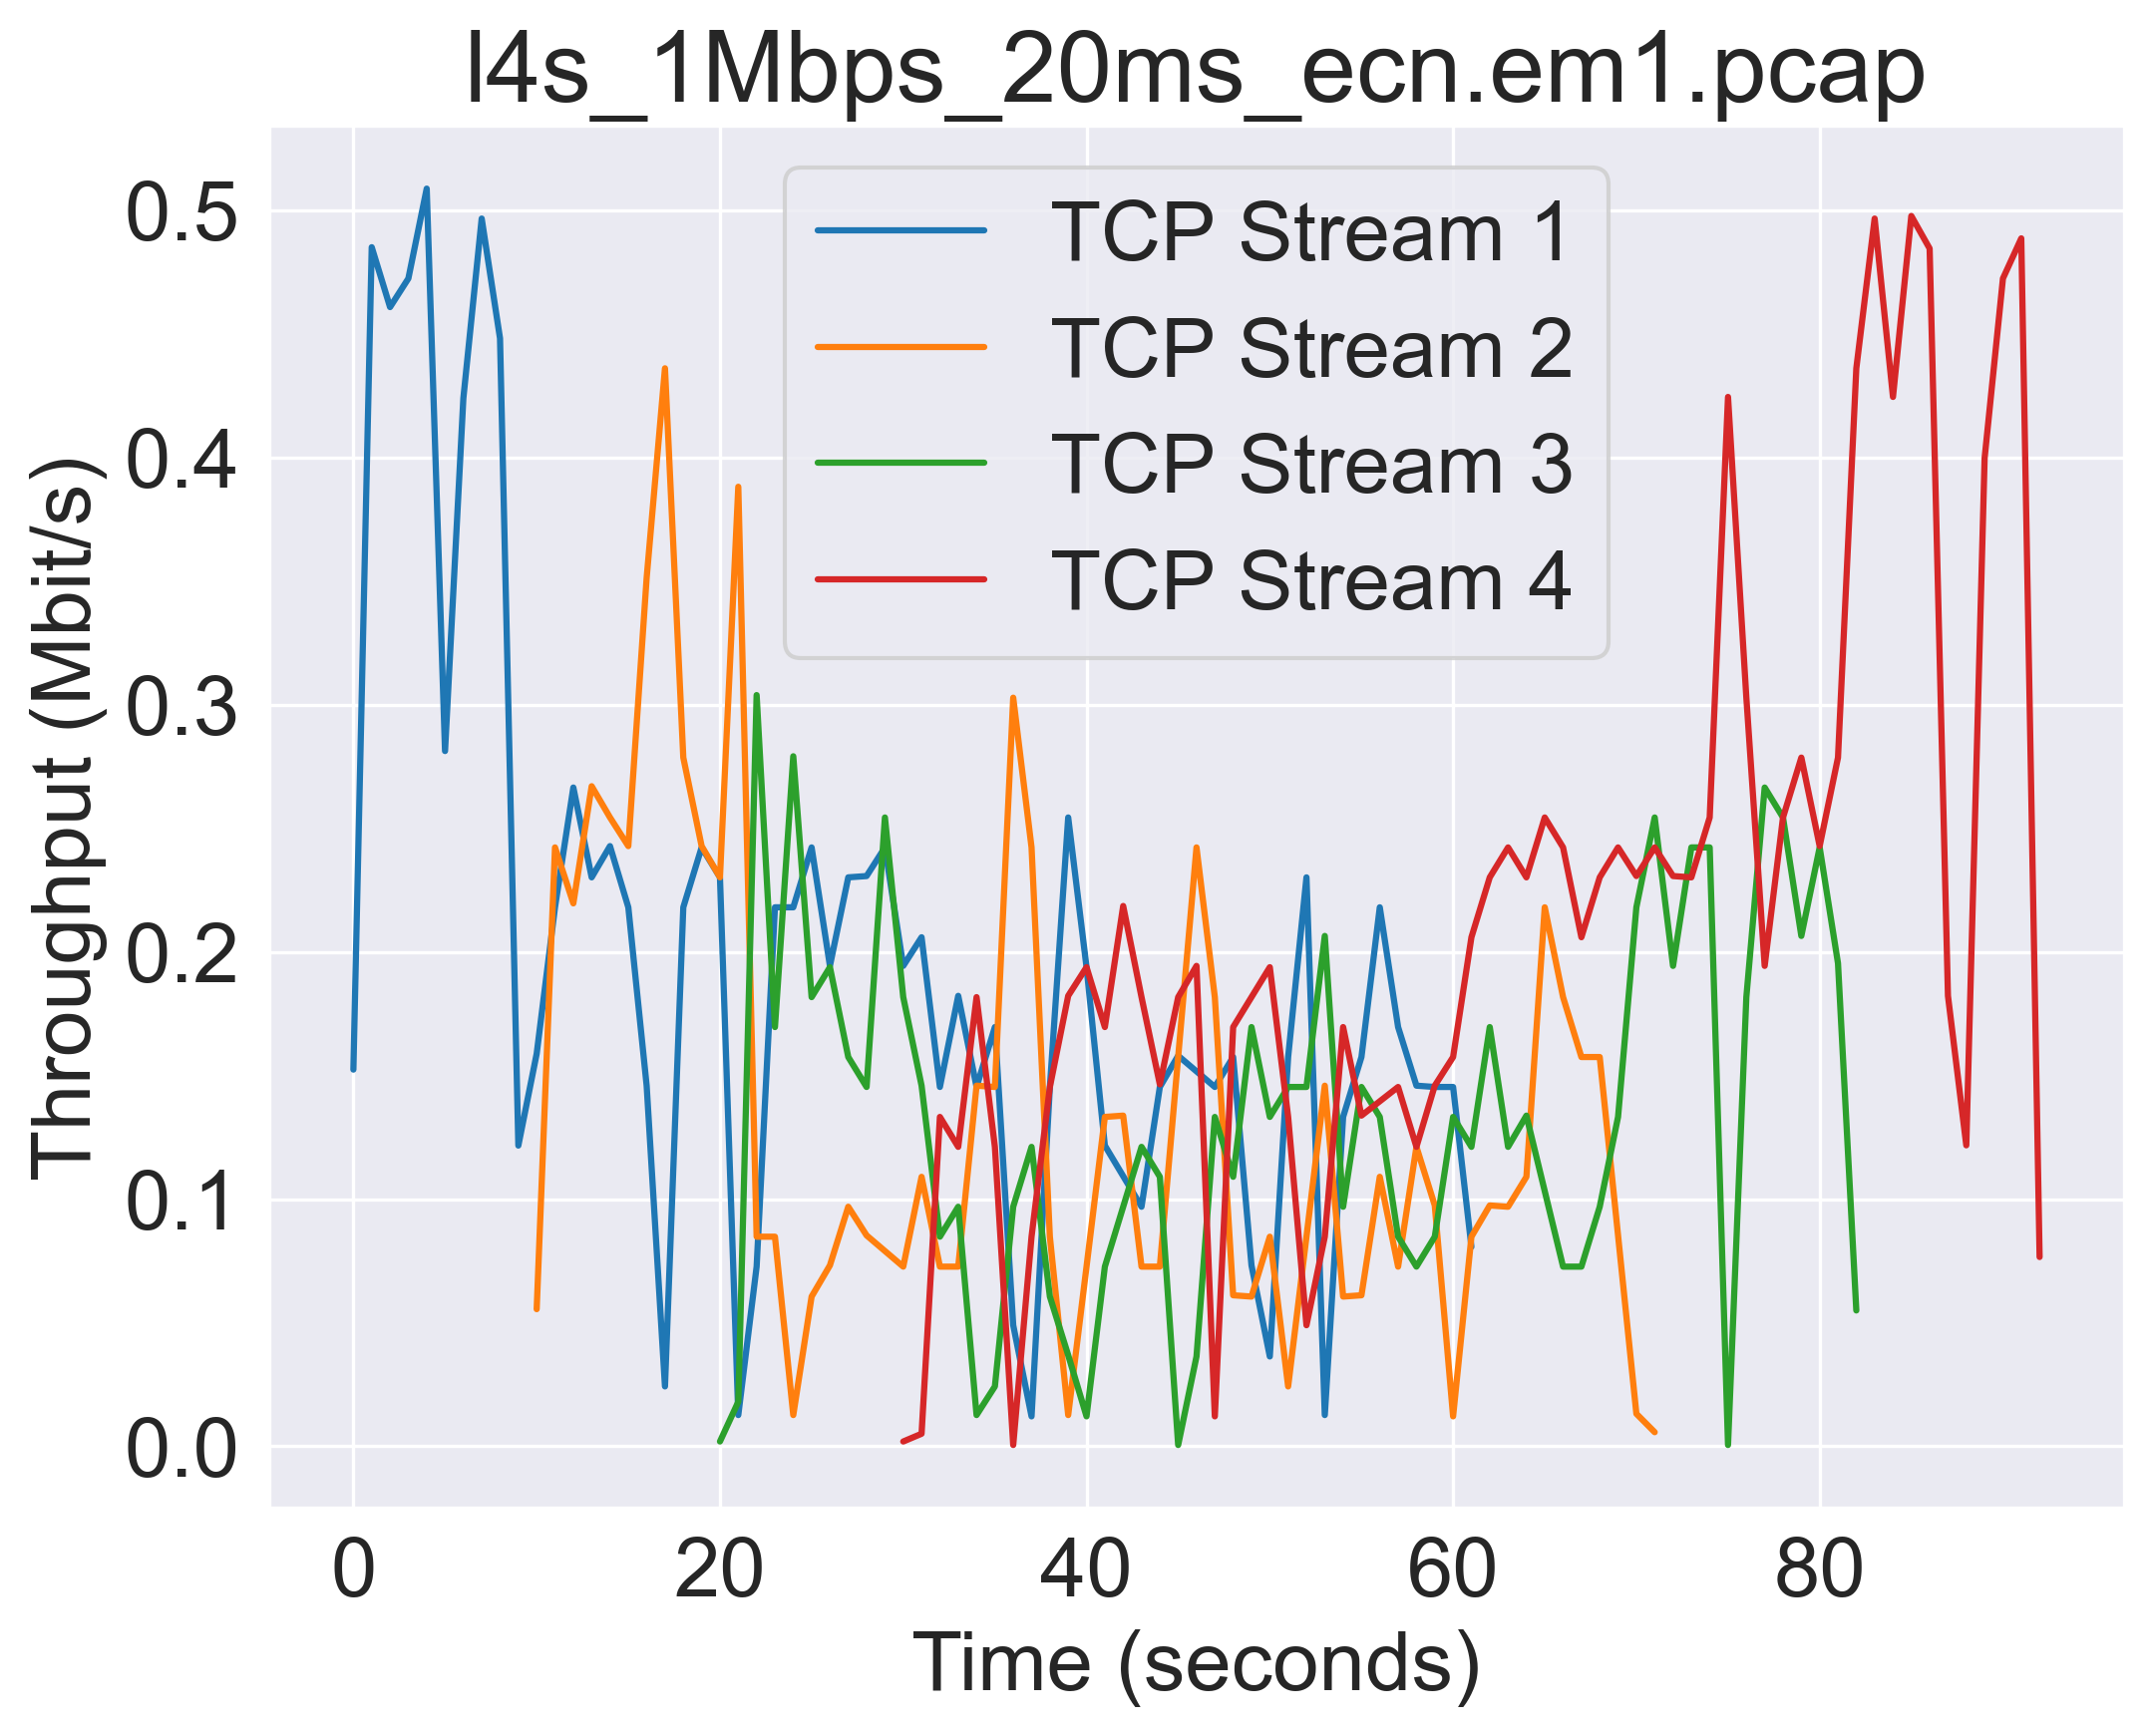 l4s_1Mbps_20ms_ecn.em1.pcap
TCP Stream 1
TCP Stream 2
TCP Stream 3
TCP Stream 4
Throughput (Mbit/s)
0.5
0.4
0.3
0.2
0.1
0.0
0 20 40 60 80
Time (seconds)